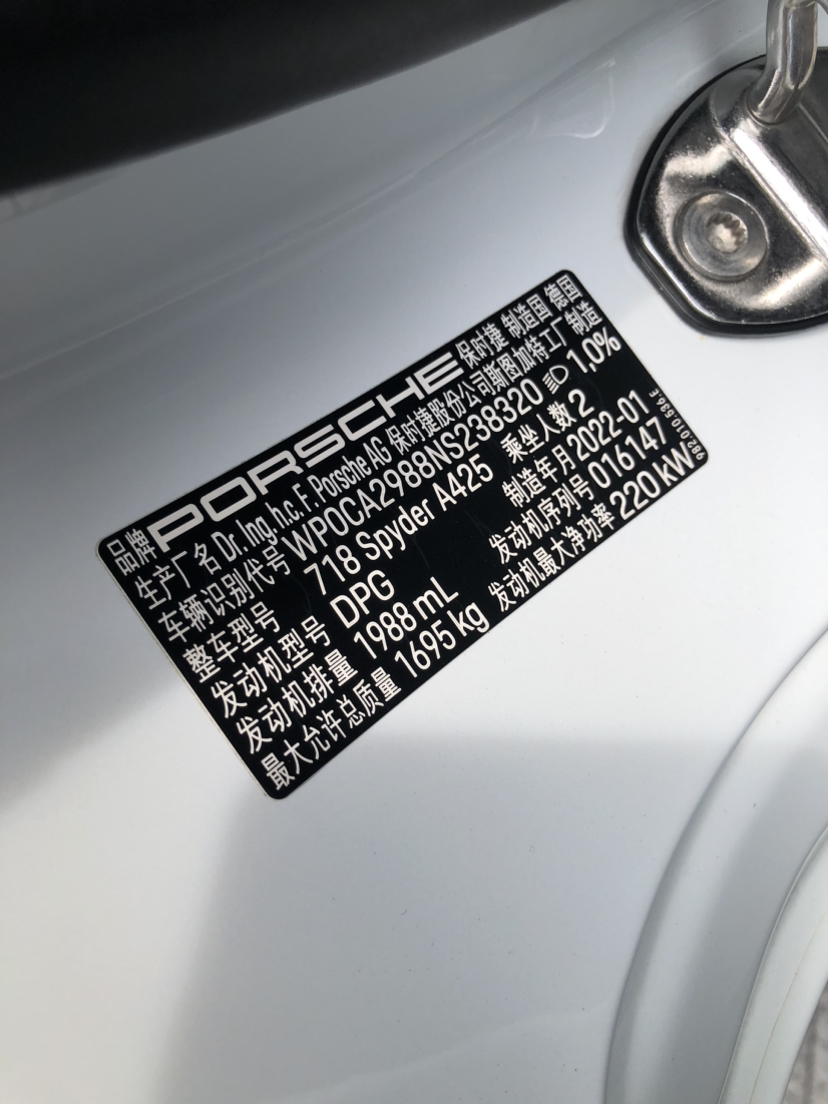 品牌 PORSCHE 保时捷 制造国 德国
生产厂名 Dr. Ing. h.c. F. Porsche AG 保时捷股份公司斯图加特工厂制造
车辆识别代号 WP0CA2988NS238320 1,0%
整车型号 718 Spyder A425 乘坐人数 2
发动机型号 DPG 制造年月 2022-01
发动机排量 1988 mL 发动机序列号 016147
最大允许总质量 1695 kg 发动机最大净功率 220 kW
982.010.536.E